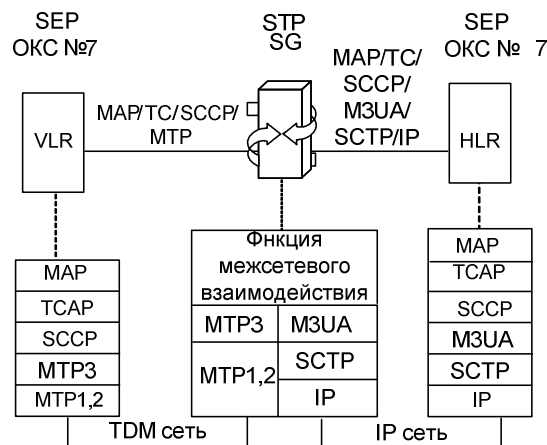 SEP
ОКС №7
STP
SG
SEP
ОКС № 7
MAP/TC/SCCP/
MTP
MAP/TC/
SCCP/
M3UA/
SCTP/IP
VLR
HLR
MAP
TCAP
SCCP
MTP3
MTP1,2
Фнкция
межсетевого
взаимодействия
MTP3
M3UA
MTP1,2
SCTP
IP
MAP
TCAP
SCCP
M3UA
SCTP
IP
TDM сеть
IP сеть